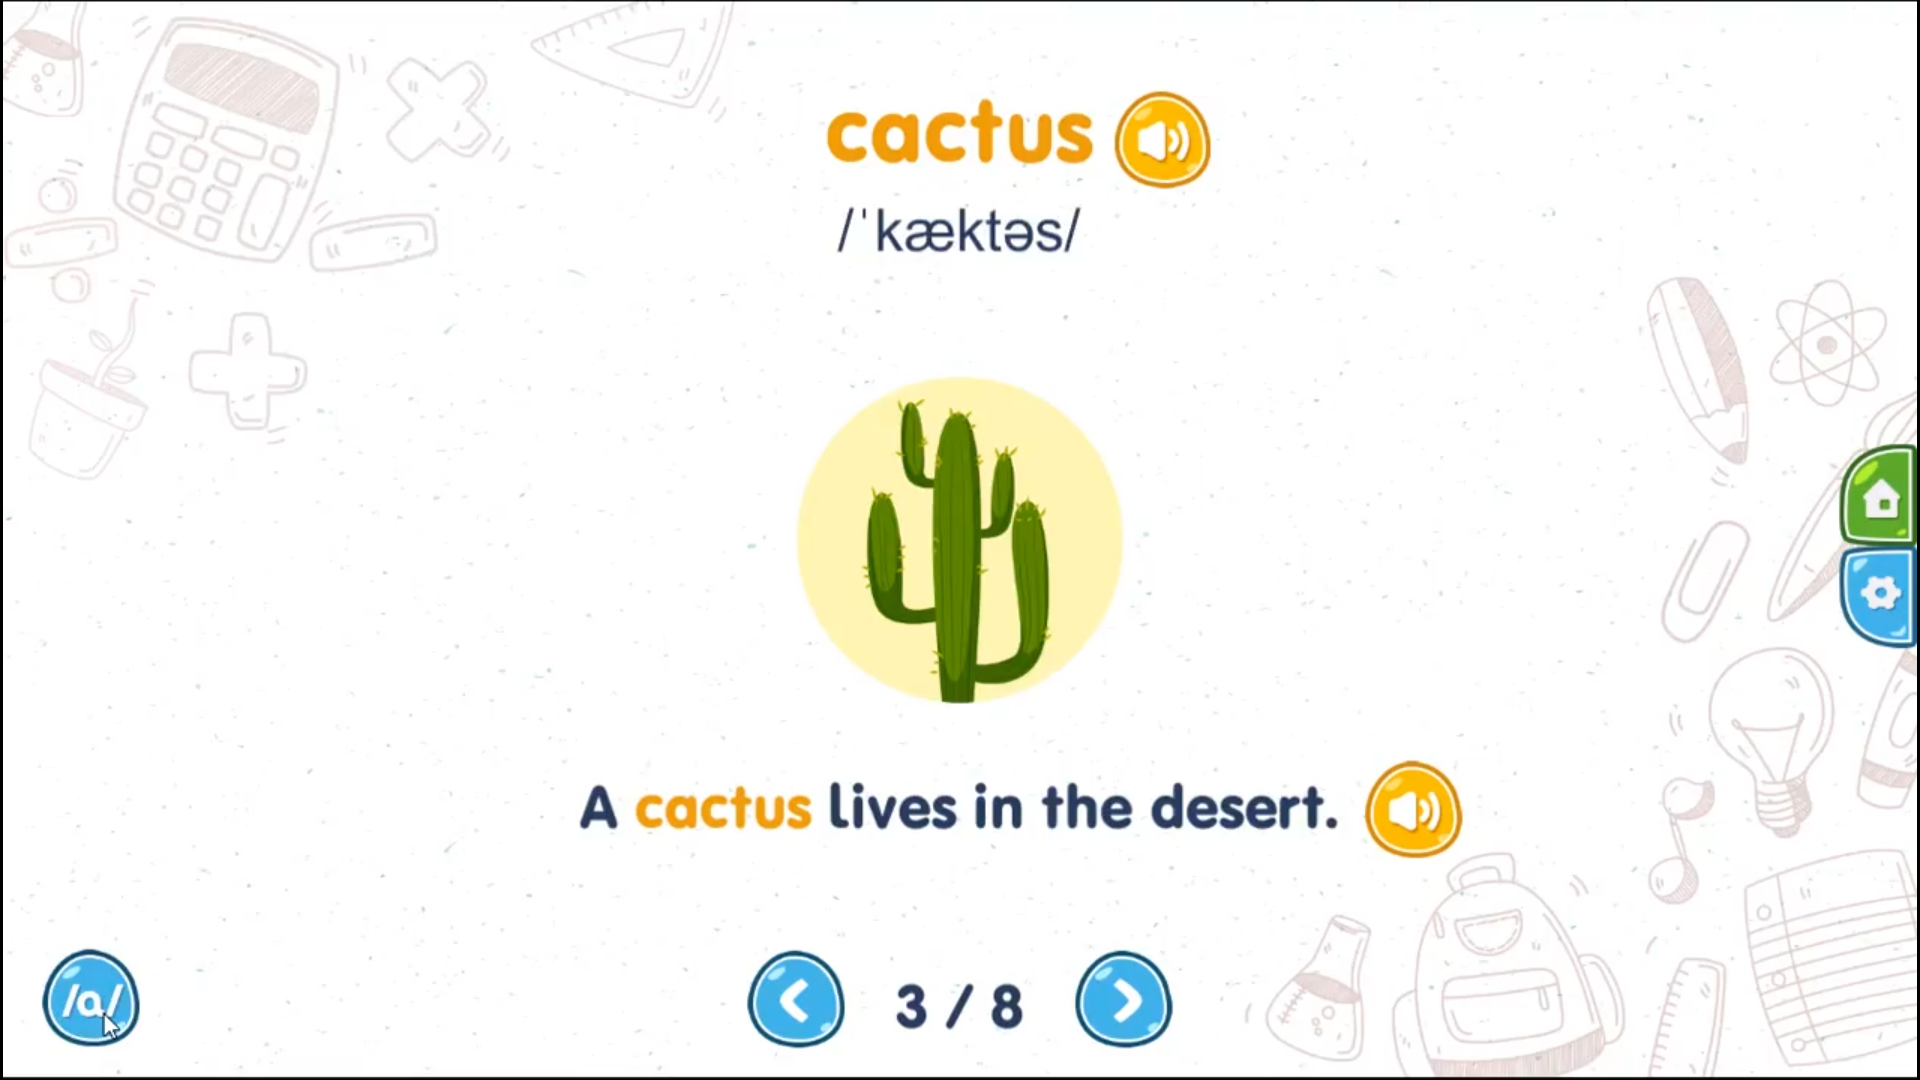 cactus
/ˈkæktəs/
A cactus lives in the desert.
/a/
3 / 8